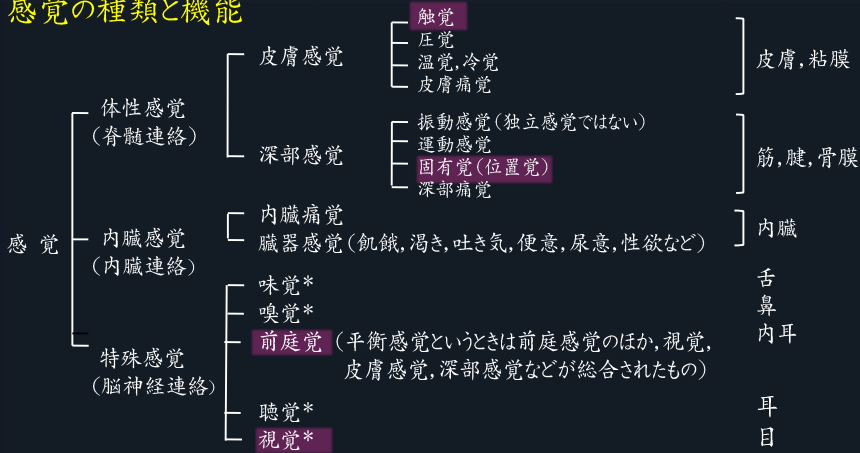 感覚の種類と機能
感 覚
体性感覚
(脊髄連絡)
皮膚感覚
触覚
圧覚
温覚,冷覚
皮膚痛覚
皮膚,粘膜
深部感覚
振動感覚(独立感覚ではない)
運動感覚
固有覚(位置覚)
深部痛覚
筋,腱,骨膜
内臓感覚
(内臓連絡)
内臓痛覚
臓器感覚(飢餓,渇き,吐き気,便意,尿意,性欲など)
内臓
特殊感覚
(脳神経連絡)
味覚*
舌
嗅覚*
鼻
前庭覚(平衡感覚というときは前庭感覚のほか,視覚,
皮膚感覚,深部感覚などが総合されたもの)
内耳
聴覚*
耳
視覚*
目